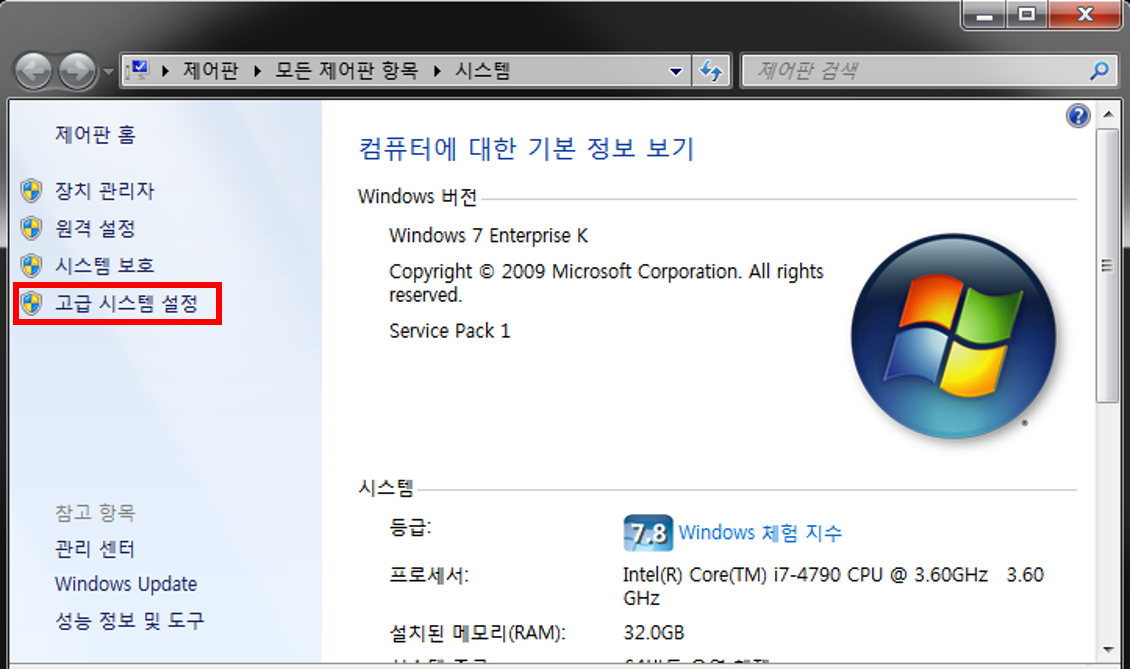 제어판 모든 제어판 항목 시스템
제어판 검색
제어판 홈
장치 관리자
원격 설정
시스템 보호
고급 시스템 설정
참고 항목
관리 센터
Windows Update
성능 정보 및 도구
컴퓨터에 대한 기본 정보 보기
Windows 버전
Windows 7 Enterprise K
Copyright © 2009 Microsoft Corporation. All rights
reserved.
Service Pack 1
시스템
등급:
7.8 Windows 체험 지수
프로세서:
Intel(R) Core(TM) i7-4790 CPU @ 3.60GHz 3.60
GHz
설치된 메모리(RAM):
32.0GB